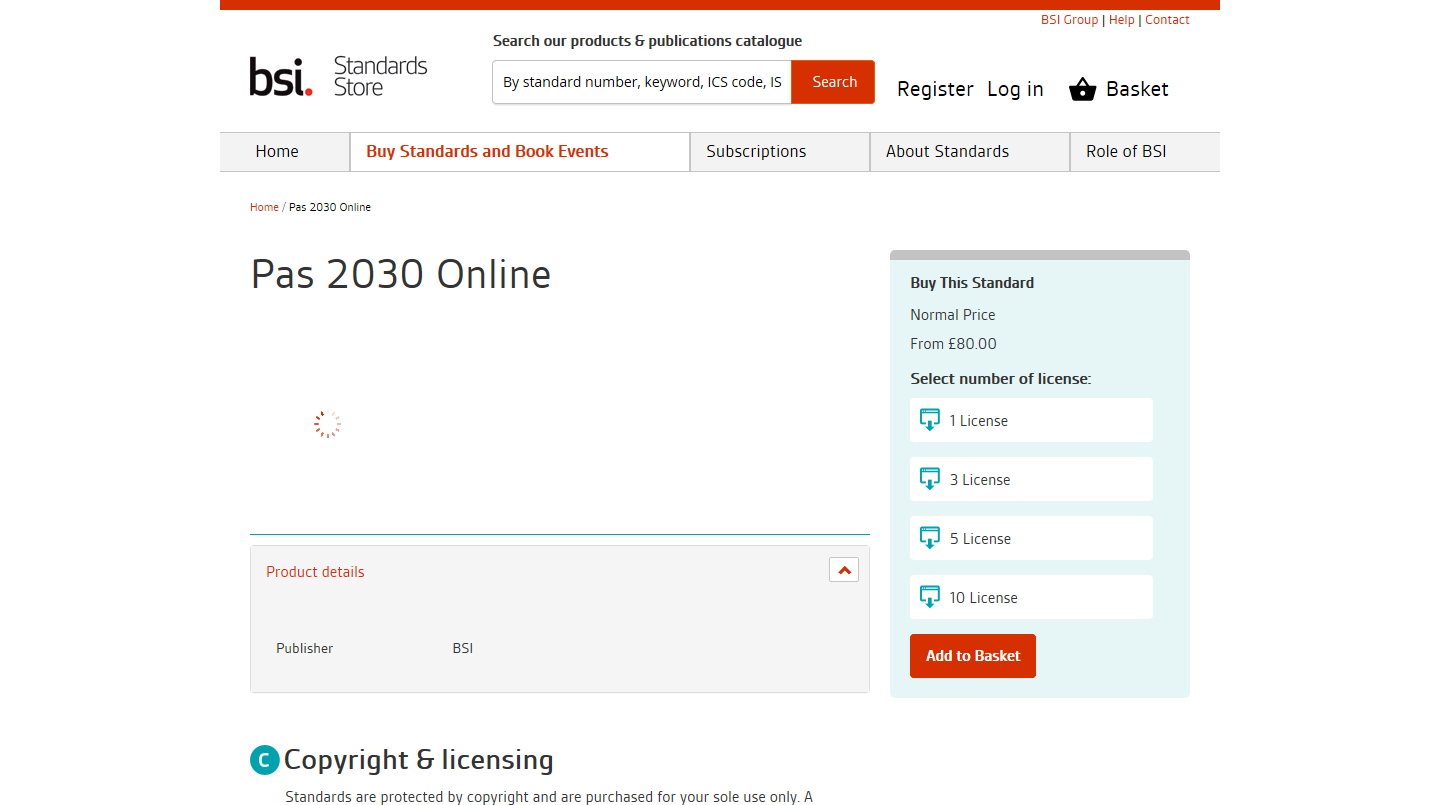 BSI Group | Help | Contact
Search our products & publications catalogue
bsi. Standards Store
By standard number, keyword, ICS code, IS
Search
Register Log in Basket
Home
Buy Standards and Book Events
Subscriptions
About Standards
Role of BSI
Home / Pas 2030 Online
Pas 2030 Online
Buy This Standard
Normal Price
From £80.00
Select number of license:
1 License
3 License
5 License
10 License
Add to Basket
Product details
Publisher BSI
C Copyright & licensing
Standards are protected by copyright and are purchased for your sole use only. A